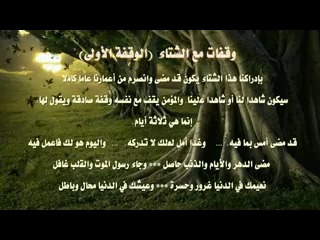 وقفات مع الشتاء (الوقفة الأولى)
بإدراكنا هذا الشتاء يكون قد مضى وانصرم من أعمارنا عاما كاملا
سيكون شاهدا لنا أو شاهدا علينا. والمؤمن يقف مع نفسه وقفة صادقة ويقول لها
إنما هي ثلاثة أيام
قد مضى أمس بما فيه. ... وغدا أمل لعلك لا تدركه. ... واليوم هو لك فاعمل فيه
مضى الدهر والأيام والذنب حاصل *** وجاء رسول الموت والقلب غافل
نعيمك في الدنيا غرور وحسرة *** وعيشك في الدنيا محال وباطل